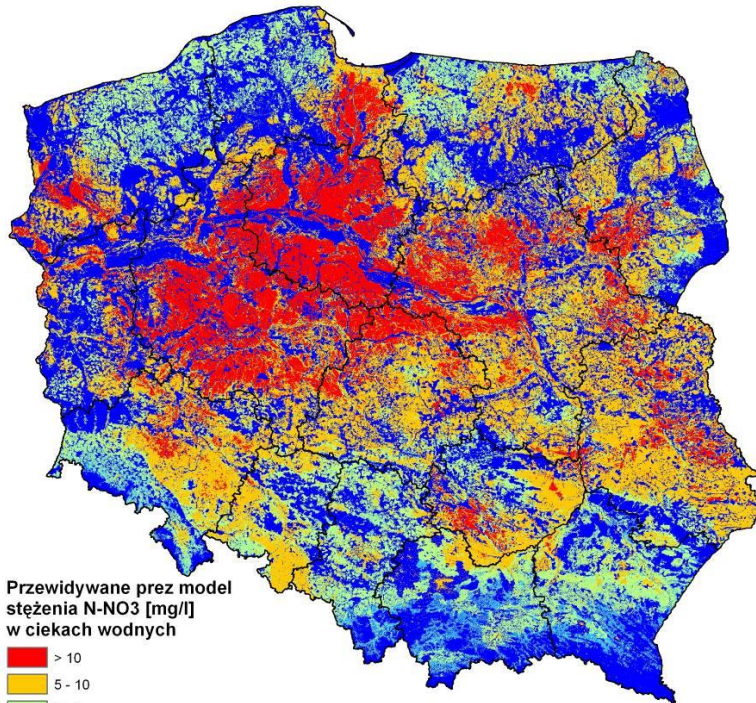 Przewidywane prez model
stężenia N-NO3 [mg/l]
w ciekach wodnych
> 10
5 - 10